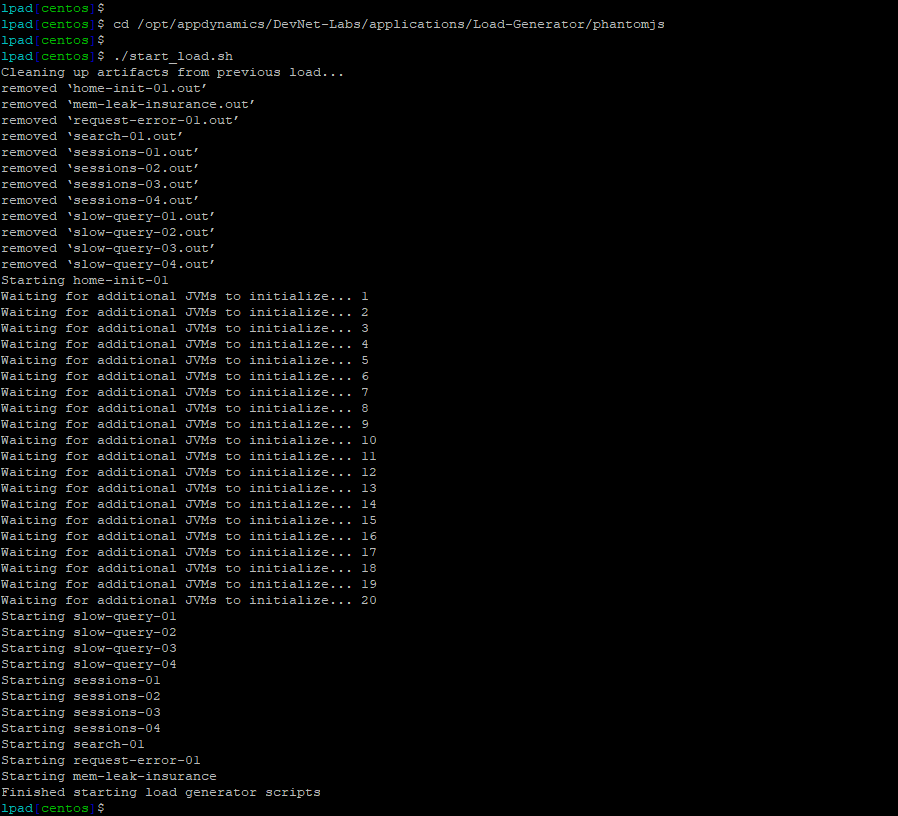 lpad[centos]$
lpad[centos]$ cd /opt/appdynamics/DevNet-Labs/applications/Load-Generator/phantomjs
lpad[centos]$
lpad[centos]$ ./start_load.sh
Cleaning up artifacts from previous load...
removed ‘home-init-01.out’
removed ‘mem-leak-insurance.out’
removed ‘request-error-01.out’
removed ‘search-01.out’
removed ‘sessions-01.out’
removed ‘sessions-02.out’
removed ‘sessions-03.out’
removed ‘sessions-04.out’
removed ‘slow-query-01.out’
removed ‘slow-query-02.out’
removed ‘slow-query-03.out’
removed ‘slow-query-04.out’
Starting home-init-01
Waiting for additional JVMs to initialize... 1
Waiting for additional JVMs to initialize... 2
Waiting for additional JVMs to initialize... 3
Waiting for additional JVMs to initialize... 4
Waiting for additional JVMs to initialize... 5
Waiting for additional JVMs to initialize... 6
Waiting for additional JVMs to initialize... 7
Waiting for additional JVMs to initialize... 8
Waiting for additional JVMs to initialize... 9
Waiting for additional JVMs to initialize... 10
Waiting for additional JVMs to initialize... 11
Waiting for additional JVMs to initialize... 12
Waiting for additional JVMs to initialize... 13
Waiting for additional JVMs to initialize... 14
Waiting for additional JVMs to initialize... 15
Waiting for additional JVMs to initialize... 16
Waiting for additional JVMs to initialize... 17
Waiting for additional JVMs to initialize... 18
Waiting for additional JVMs to initialize... 19
Waiting for additional JVMs to initialize... 20
Starting slow-query-01
Starting slow-query-02
Starting slow-query-03
Starting slow-query-04
Starting sessions-01
Starting sessions-02
Starting sessions-03
Starting sessions-04
Starting search-01
Starting request-error-01
Starting mem-leak-insurance
Finished starting load generator scripts
lpad[centos]$